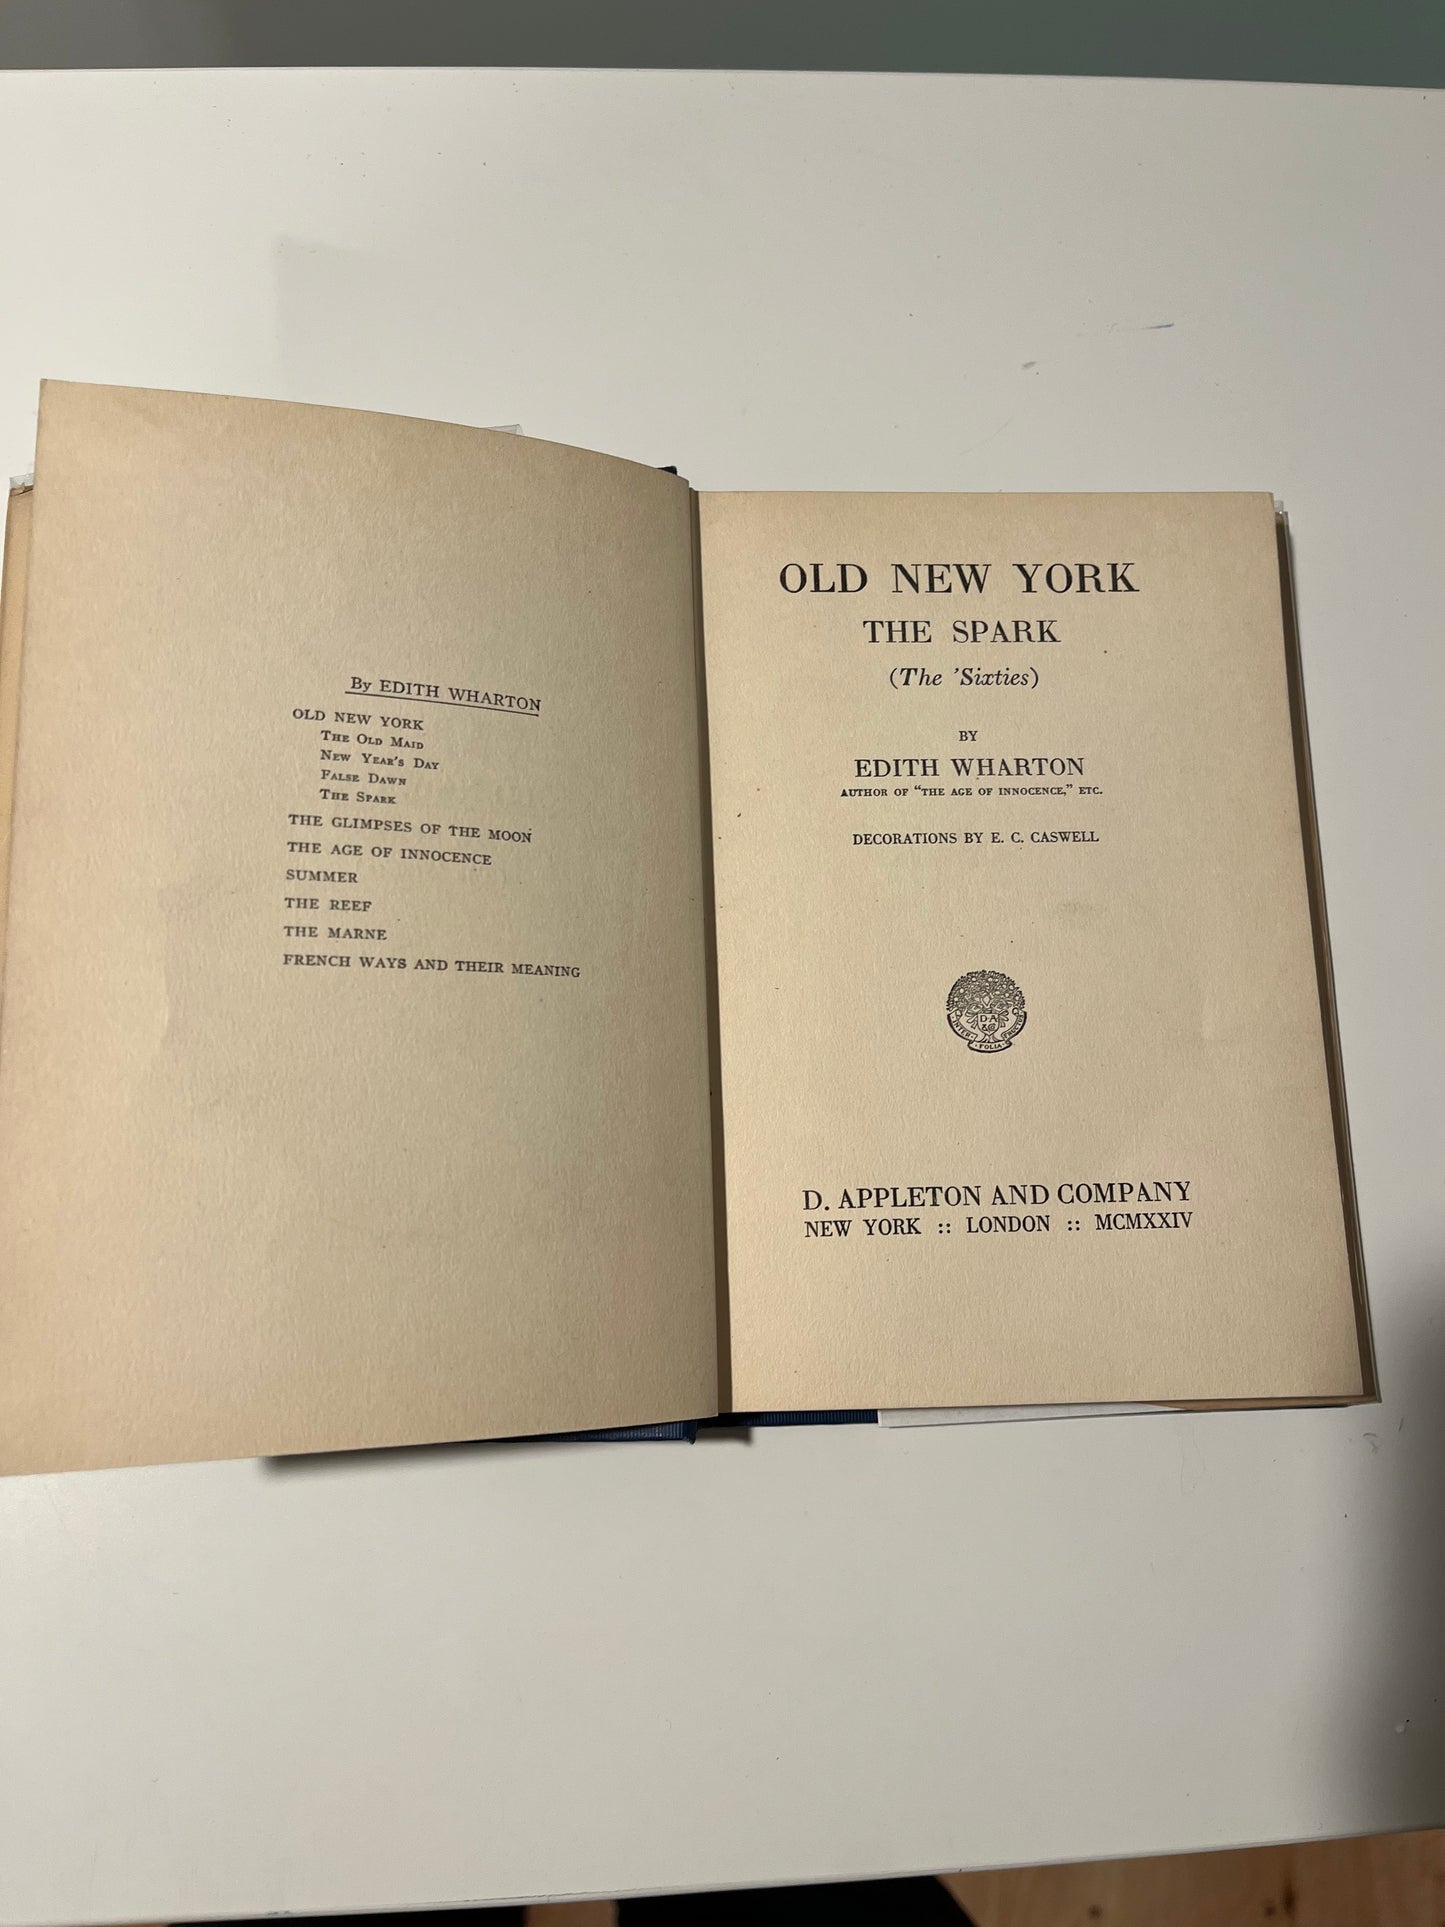 By EDITH WHARTON
OLD NEW YORK
The Old Maid
New Year's Day
False Dawn
The Spark
THE GLIMPSES OF THE MOON
THE AGE OF INNOCENCE
SUMMER
THE REEF
THE MARNE
FRENCH WAYS AND THEIR MEANING
OLD NEW YORK
THE SPARK
(The 'Sixties)
BY
EDITH WHARTON
AUTHOR OF "THE AGE OF INNOCENCE," ETC.
DECORATIONS BY E. C. CASWELL
D·A
&C
INTER FOLIA FRUCTUS
D. APPLETON AND COMPANY
NEW YORK :: LONDON :: MCMXXIV